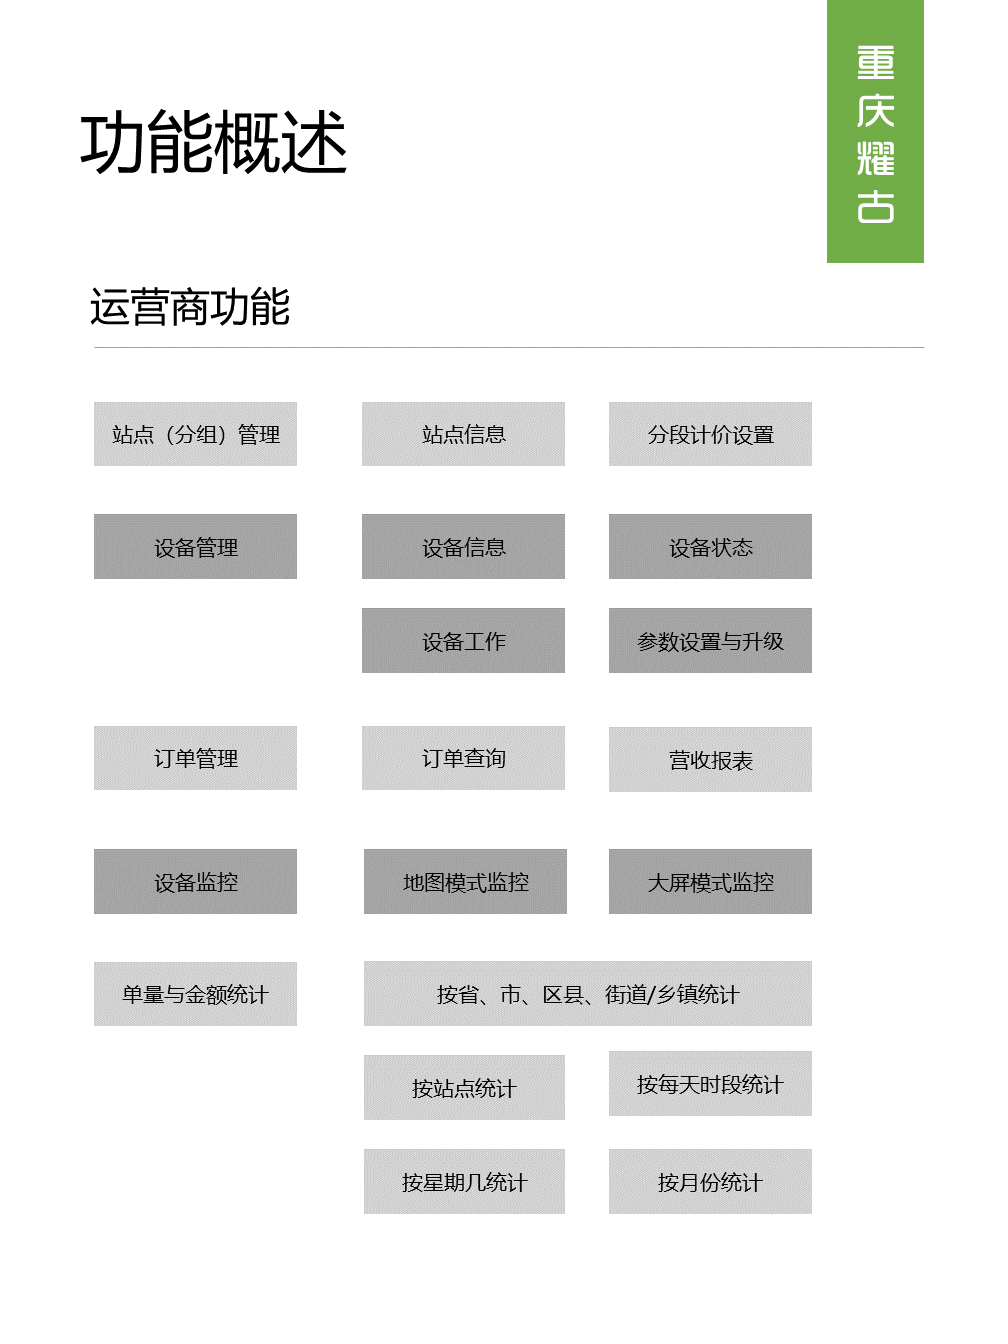 重庆耀古
功能概述
运营商功能
站点（分组）管理
站点信息
分段计价设置
设备管理
设备信息
设备状态
设备工作
参数设置与升级
订单管理
订单查询
营收报表
设备监控
地图模式监控
大屏模式监控
单量与金额统计
按省、市、区县、街道/乡镇统计
按站点统计
按每天时段统计
按星期几统计
按月份统计